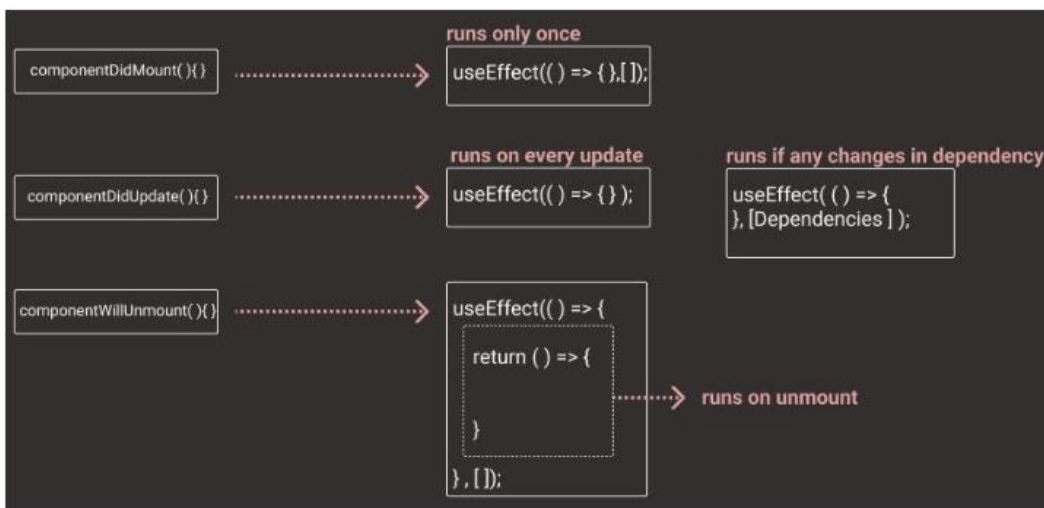 runs only once
componentDidMount( ){ }
useEffect(( ) => { },[ ]);
runs on every update
runs if any changes in dependency
componentDidUpdate( ){ }
useEffect(( ) => { } );
useEffect( ( ) => {
}, [Dependencies ] );
componentWillUnmount( ){ }
useEffect(( ) => {
return ( ) => {
runs on unmount
}
} , [ ]);